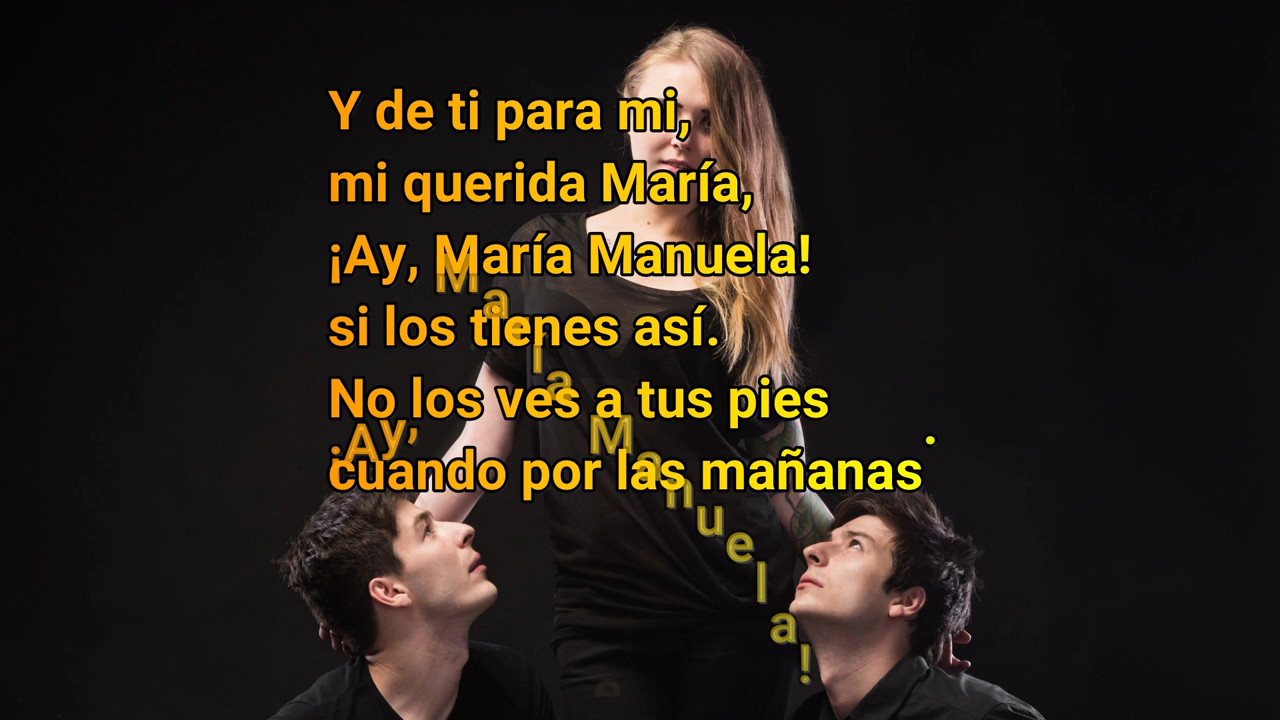 Y de ti para mi,
mi querida María,
¡Ay, María Manuela!
si los tienes así.
No los ves a tus pies
cuando por las mañanas
.
¡Ay, María Manuela!